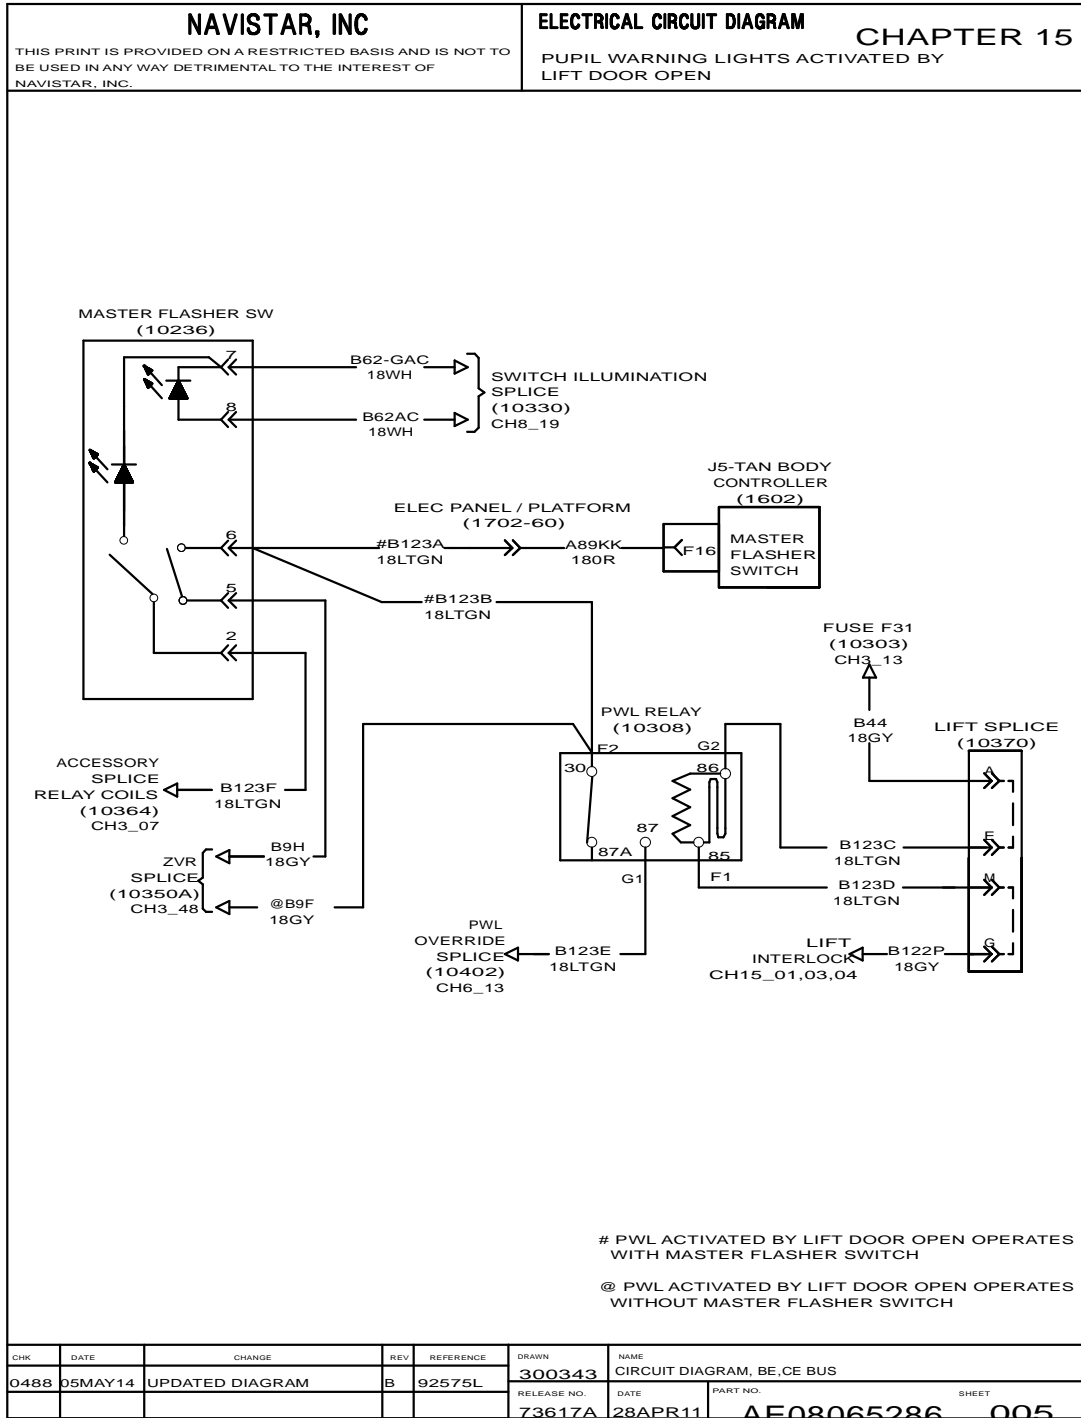 NAVISTAR, INC
THIS PRINT IS PROVIDED ON A RESTRICTED BASIS AND IS NOT TO
BE USED IN ANY WAY DETRIMENTAL TO THE INTEREST OF
NAVISTAR, INC.
ELECTRICAL CIRCUIT DIAGRAM
CHAPTER 15
PUPIL WARNING LIGHTS ACTIVATED BY
LIFT DOOR OPEN
MASTER FLASHER SW
(10236)
7
B62-GAC
18WH
8
B62AC
18WH
SWITCH ILLUMINATION
SPLICE
(10330)
CH8_19
J5-TAN BODY
CONTROLLER
(1602)
ELEC PANEL / PLATFORM
(1702-60)
6
#B123A
18LTGN
A89KK
180R
F16
MASTER
FLASHER
SWITCH
5
#B123B
18LTGN
2
FUSE F31
(10303)
CH3_13
B44
18GY
LIFT SPLICE
(10370)
PWL RELAY
(10308)
F2
G2
30
86
87
87A
85
G1
F1
A
E
M
G
ACCESSORY
SPLICE
RELAY COILS
(10364)
CH3_07
B123F
18LTGN
B123C
18LTGN
B123D
18LTGN
ZVR
SPLICE
(10350A)
CH3_48
B9H
18GY
@B9F
18GY
PWL
OVERRIDE
SPLICE
(10402)
CH6_13
B123E
18LTGN
LIFT
INTERLOCK
CH15_01,03,04
B122P
18GY
# PWL ACTIVATED BY LIFT DOOR OPEN OPERATES
WITH MASTER FLASHER SWITCH
@ PWL ACTIVATED BY LIFT DOOR OPEN OPERATES
WITHOUT MASTER FLASHER SWITCH
CHK DATE CHANGE REV REFERENCE
0488 05MAY14 UPDATED DIAGRAM B 92575L
DRAWN
300343
NAME
CIRCUIT DIAGRAM, BE,CE BUS
RELEASE NO.
73617A
DATE
28APR11
PART NO.
AE08065286
SHEET
005